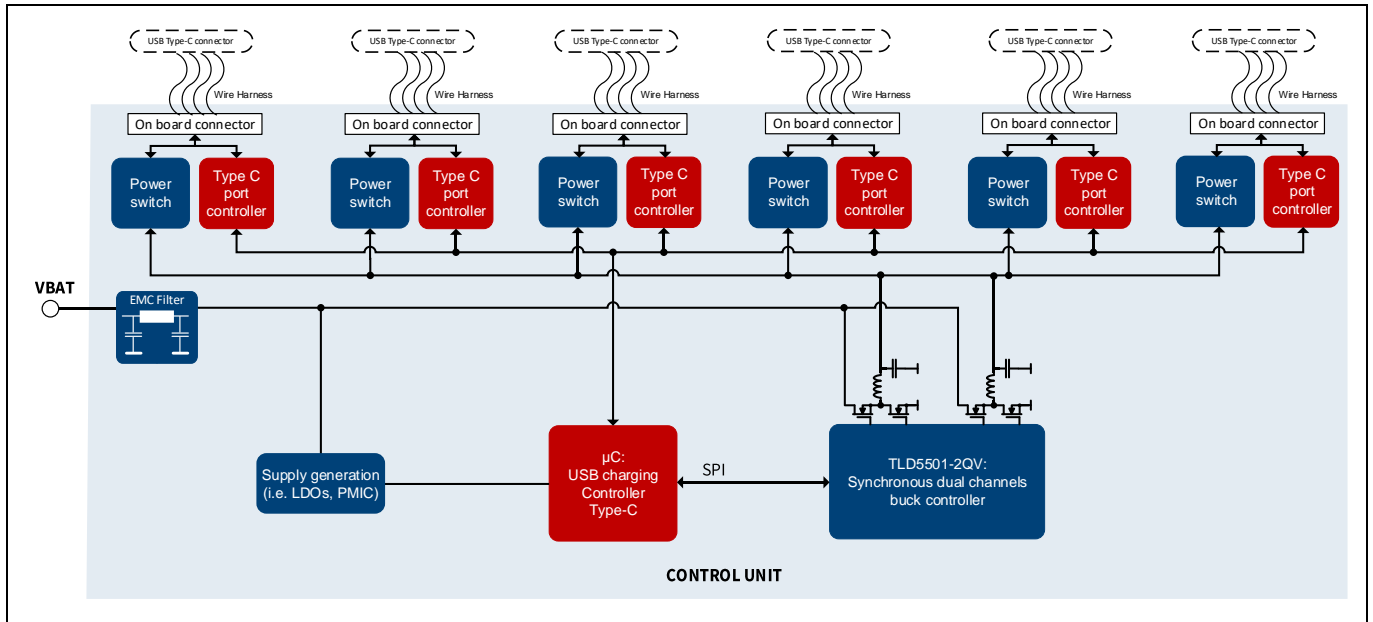 USB Type-C connector
USB Type-C connector
USB Type-C connector
USB Type-C connector
USB Type-C connector
USB Type-C connector
Wire Harness
Wire Harness
Wire Harness
Wire Harness
Wire Harness
Wire Harness
On board connector
On board connector
On board connector
On board connector
On board connector
On board connector
Power
switch
Type C
port
controller
Power
switch
Type C
port
controller
Power
switch
Type C
port
controller
Power
switch
Type C
port
controller
Power
switch
Type C
port
controller
Power
switch
Type C
port
controller
VBAT
EMC Filter
Supply generation
(i.e. LDOs, PMIC)
µC:
USB charging
Controller
Type-C
SPI
TLD5501-2QV:
Synchronous dual channels
buck controller
CONTROL UNIT